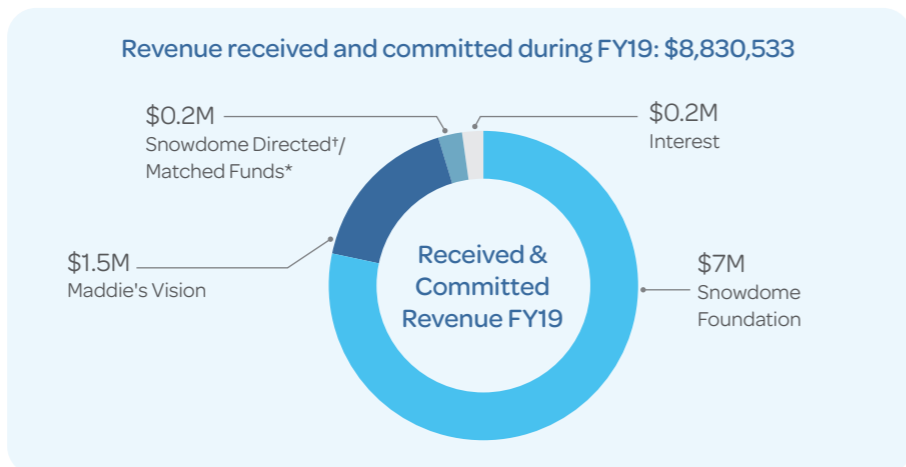 Revenue received and committed during FY19: $8,830,533
$0.2M
Snowdome Directed†/
Matched Funds*
$0.2M
Interest
$1.5M
Maddie's Vision
Received &
Committed
Revenue FY19
$7M
Snowdome
Foundation